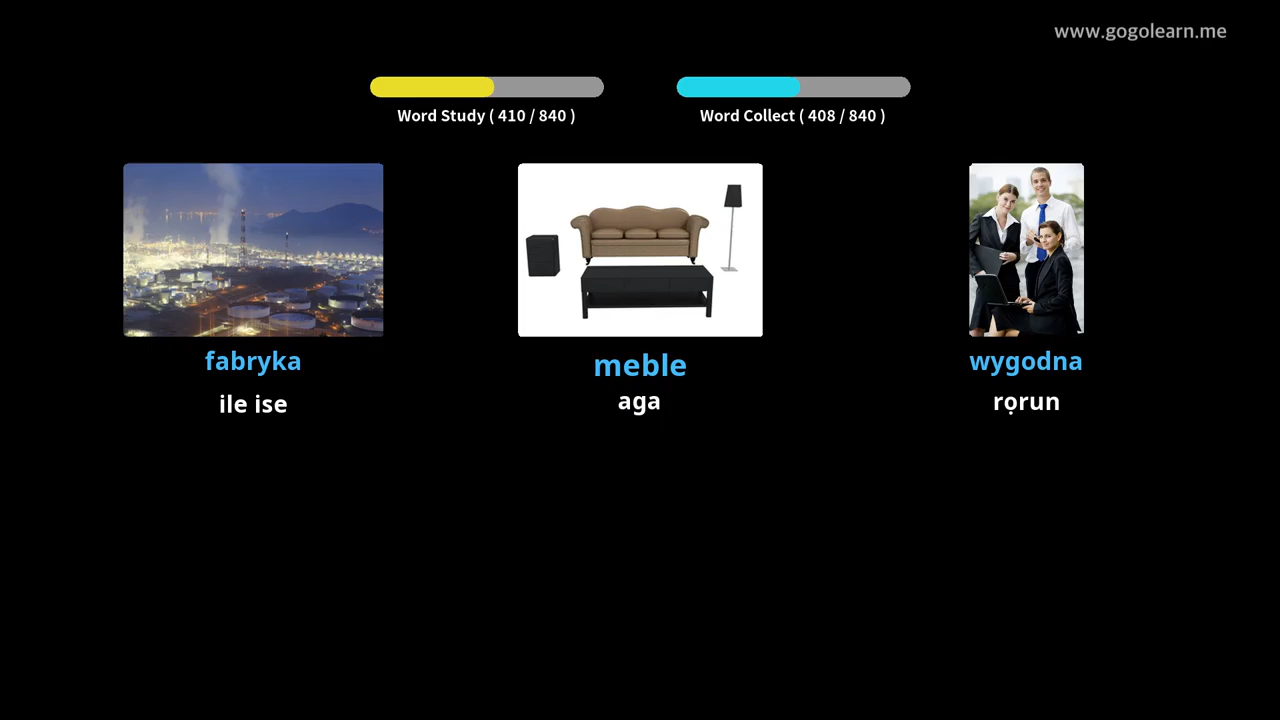 www.gogolearn.me
Word Study ( 410 / 840 )
Word Collect ( 408 / 840 )
fabryka
ile ise
meble
aga
wygodna
rọrun